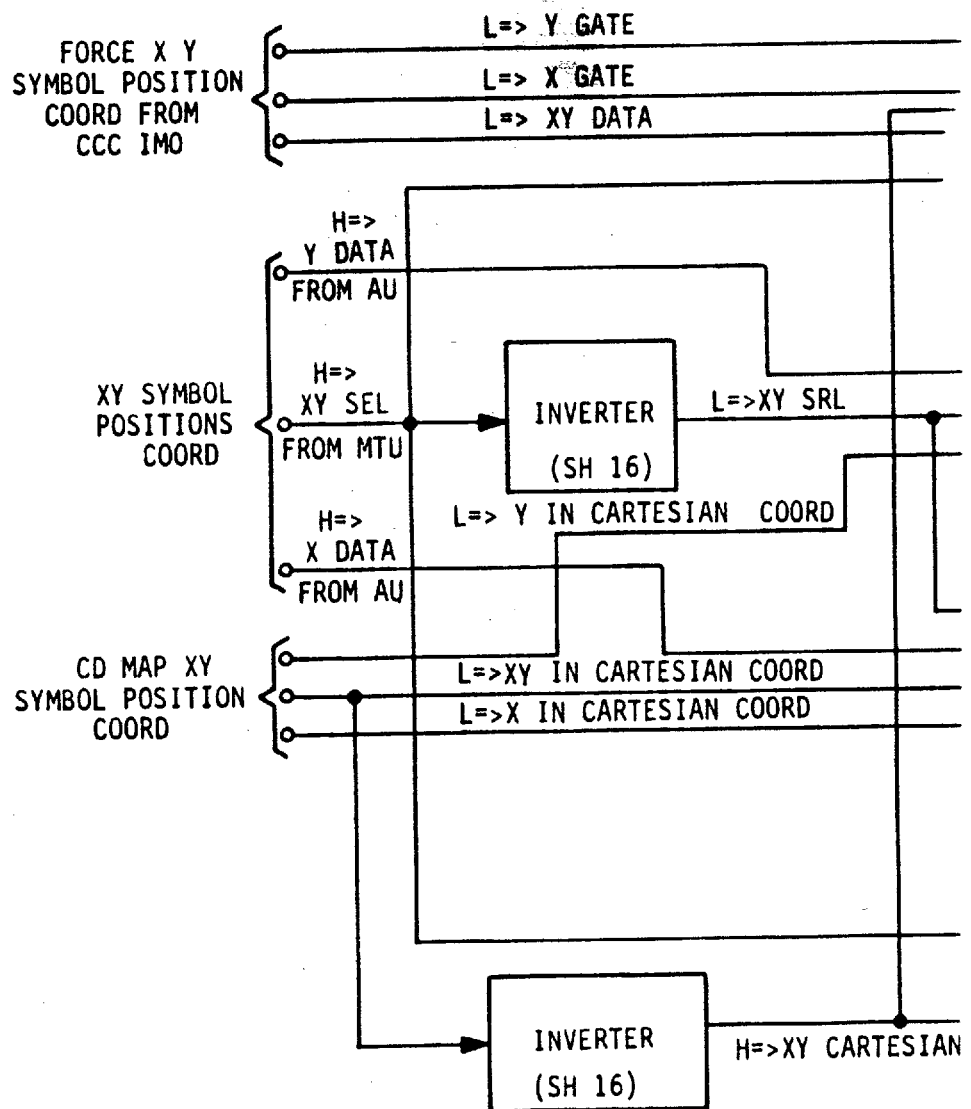 L=> Y GATE
FORCE X Y
SYMBOL POSITION
COORD FROM
CCC IMO
L=> X GATE
L=> XY DATA
H=>
Y DATA
FROM AU
XY SYMBOL
POSITIONS
COORD
H=>
XY SEL
FROM MTU
INVERTER
(SH 16)
L=>XY SRL
L=> Y IN CARTESIAN COORD
H=>
X DATA
FROM AU
CD MAP XY
SYMBOL POSITION
COORD
L=>XY IN CARTESIAN COORD
L=>X IN CARTESIAN COORD
INVERTER
(SH 16)
H=>XY CARTESIAN